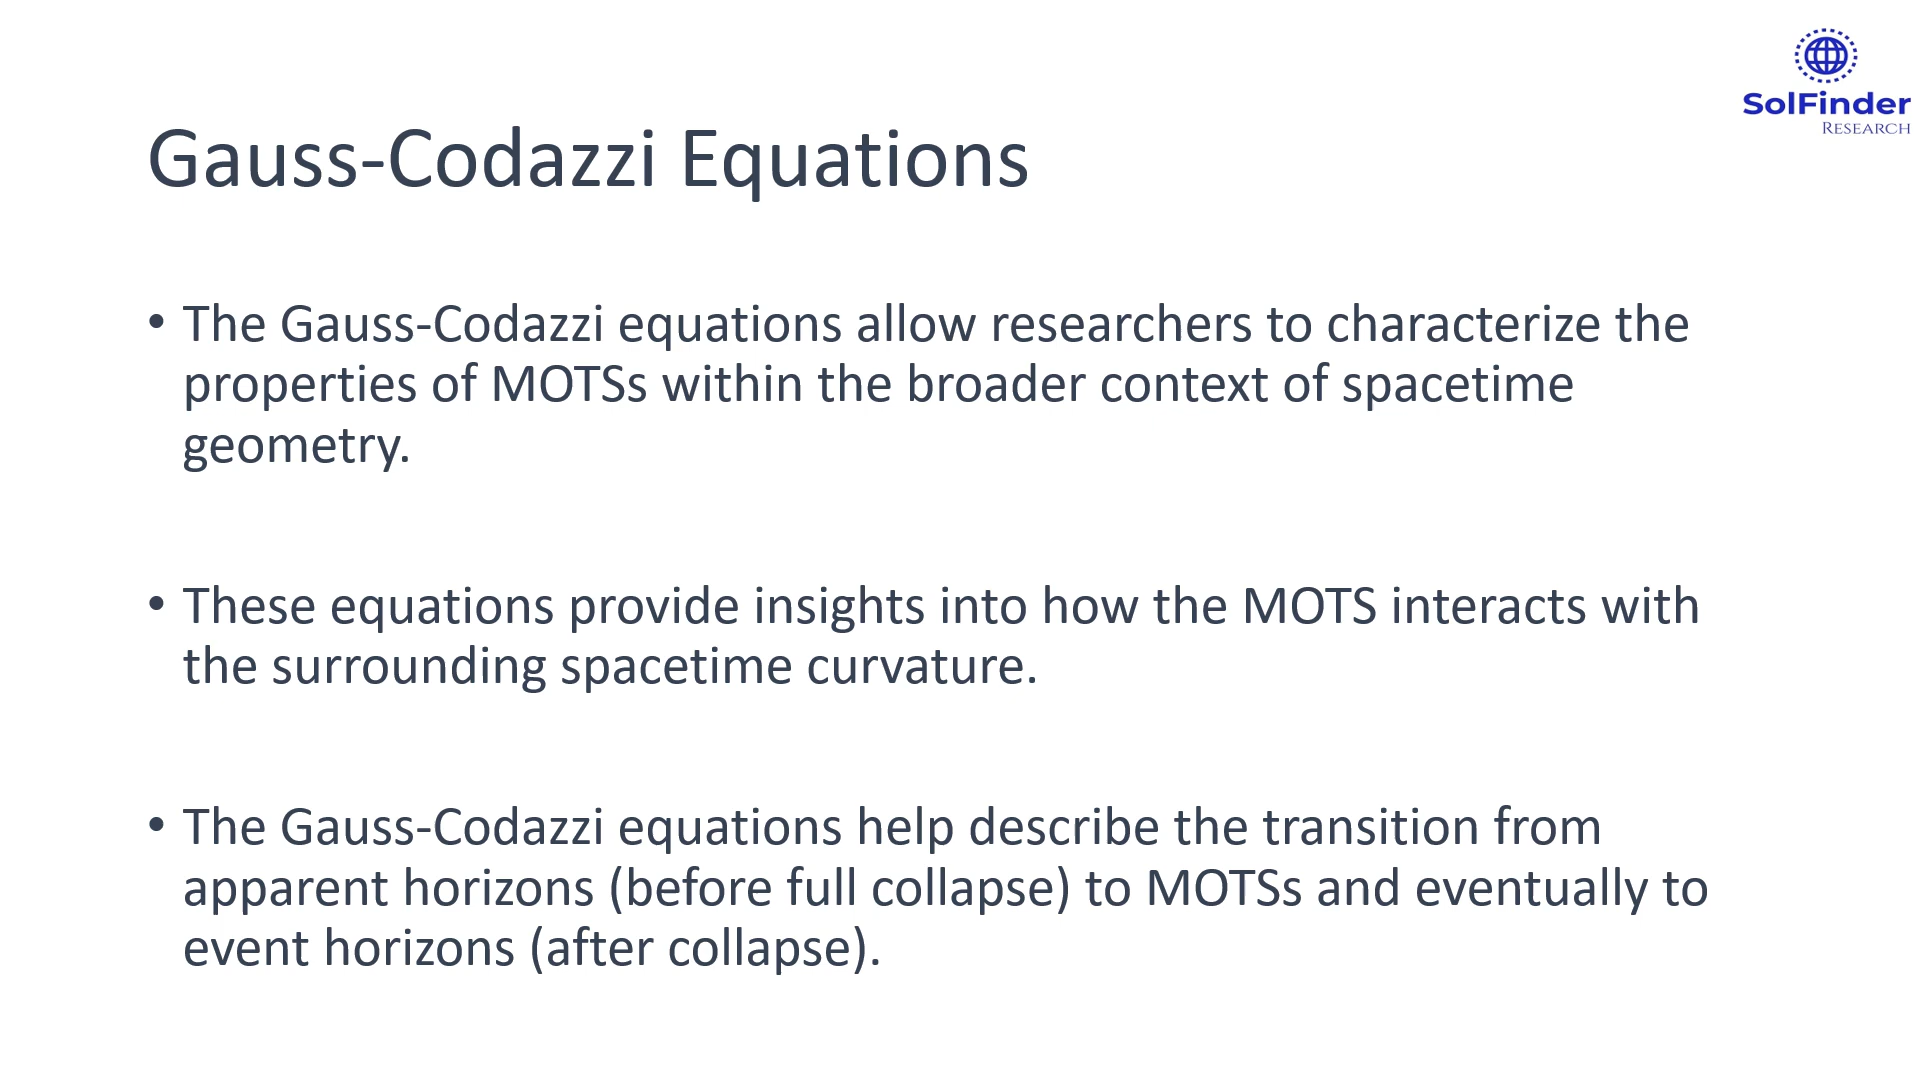 SolFinder
RESEARCH
Gauss-Codazzi Equations
• The Gauss-Codazzi equations allow researchers to characterize the
properties of MOTSs within the broader context of spacetime
geometry.
• These equations provide insights into how the MOTS interacts with
the surrounding spacetime curvature.
• The Gauss-Codazzi equations help describe the transition from
apparent horizons (before full collapse) to MOTSs and eventually to
event horizons (after collapse).